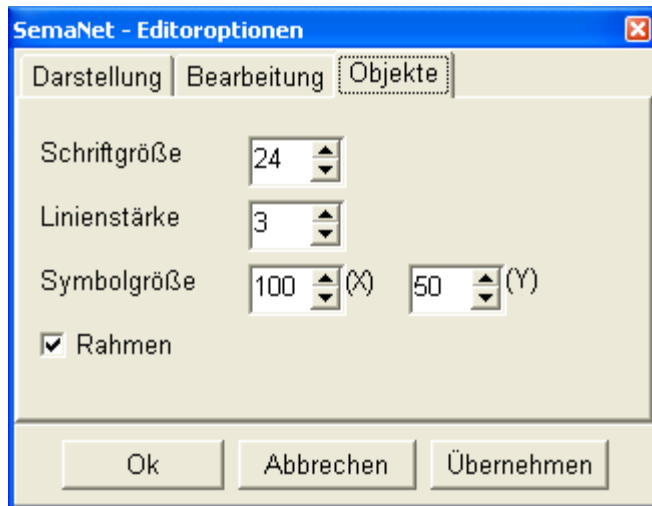 SemaNet - Editoroptionen
Darstellung Bearbeitung Objekte
Schriftgröße 24
Linienstärke 3
Symbolgröße 100 (X) 50 (Y)
Rahmen
Ok Abbrechen Übernehmen